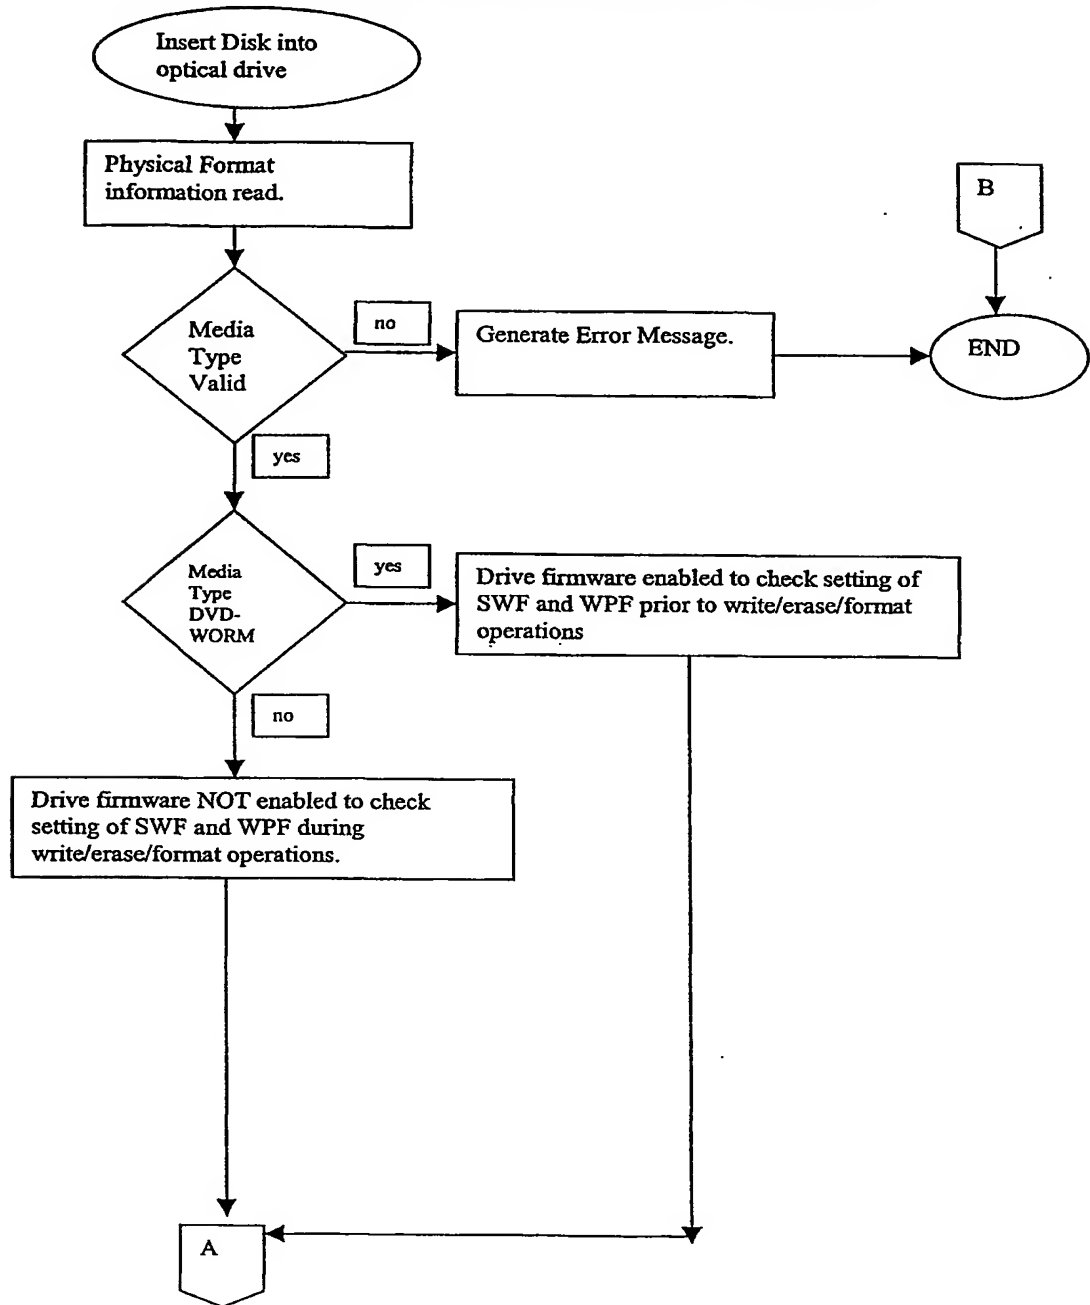 Insert Disk into
optical drive
Physical Format
information read.
B
Media
Type
Valid
no
Generate Error Message.
END
yes
Media
Type
DVD-
WORM
yes
Drive firmware enabled to check setting of
SWF and WPF prior to write/erase/format
operations
no
Drive firmware NOT enabled to check
setting of SWF and WPF during
write/erase/format operations.
A